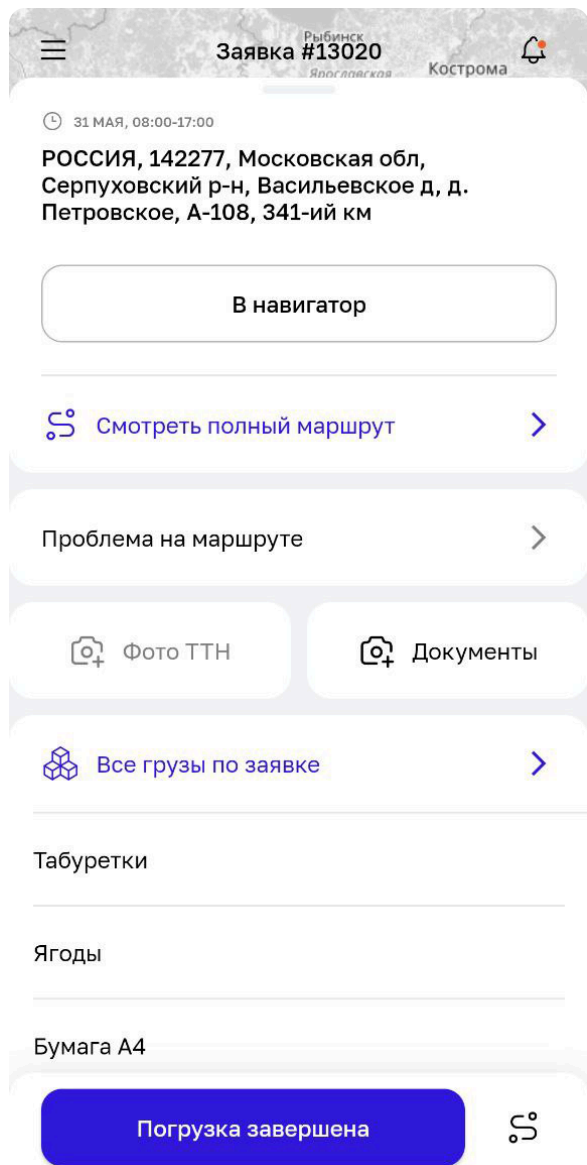 Рыбинск
Заявка #13020
Ярославская
Кострома
31 МАЯ, 08:00-17:00
РОССИЯ, 142277, Московская обл,
Серпуховский р-н, Васильевское д, д.
Петровское, А-108, 341-ий км
В навигатор
Смотреть полный маршрут
Проблема на маршруте
Фото ТТН
Документы
Все грузы по заявке
Табуретки
Ягоды
Бумага А4
Погрузка завершена